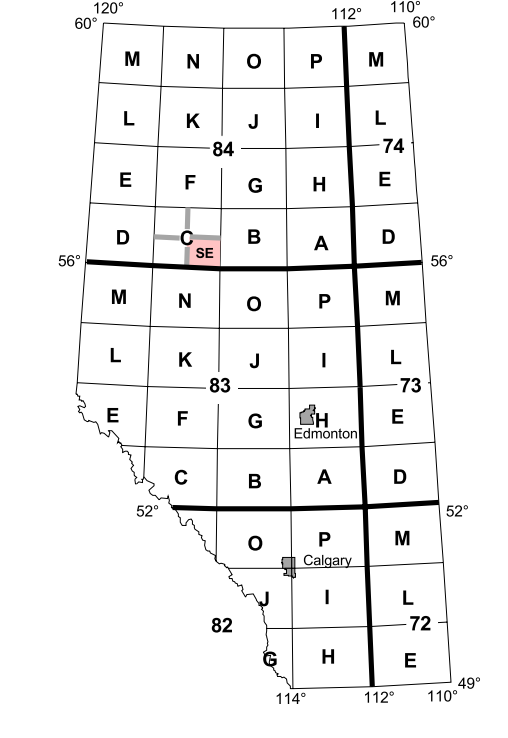 120° 112° 110°
60° 60°
M N O P M
L K J I L
84 74
E F G H E
D C B A D
SE
56° 56°
M N O P M
L K J I L
83 73
E F G H E
Edmonton
C B A D
52° 52°
O P M
Calgary
J I L
82 72
G H E
49°
114° 112° 110°